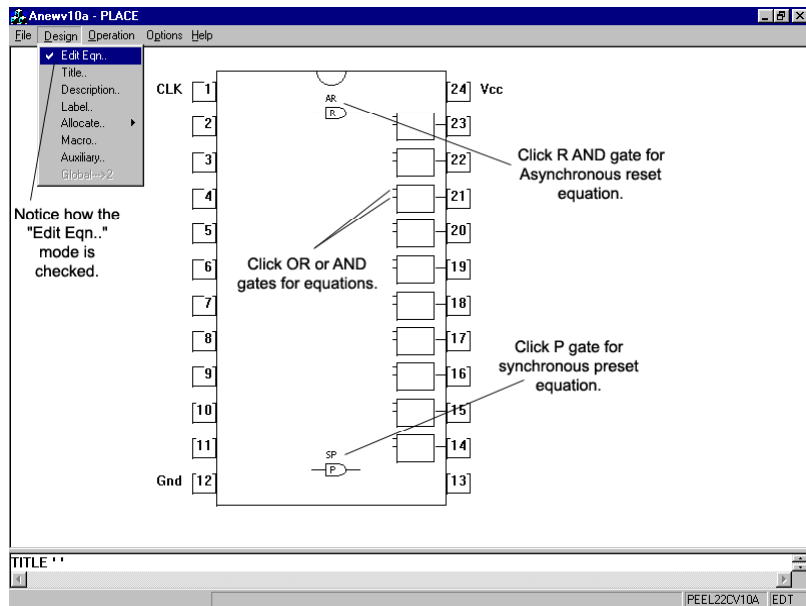 Anewv10a - PLACE
File Design Operation Options Help
✓ Edit Eqn..
Title..
Description..
Label..
Allocate..
Macro..
Auxiliary..
Global-->2
Notice how the
"Edit Eqn.."
mode is
checked.
CLK 1
2
3
4
5
6
7
8
9
10
11
Gnd 12
AR
R
Click OR or AND
gates for equations.
SP
P
24 Vcc
23
22
21
20
19
18
17
16
15
14
13
Click R AND gate for
Asynchronous reset
equation.
Click P gate for
synchronous preset
equation.
TITLE ' '
PEEL22CV10A EDT